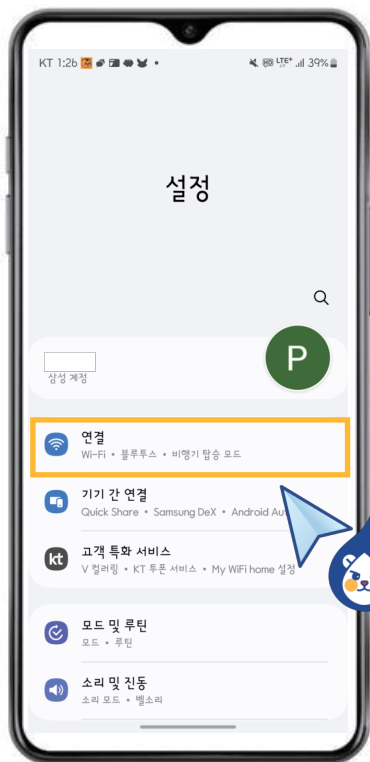 KT 1:26
LTE+ 39%
설정
P
삼성 계정
연결
Wi-Fi • 블루투스 • 비행기 탑승 모드
기기 간 연결
Quick Share • Samsung DeX • Android Au
kt 고객 특화 서비스
V 컬러링 • KT 투폰 서비스 • My WiFi home 설정
모드 및 루틴
모드 • 루틴
소리 및 진동
소리 모드 • 벨소리